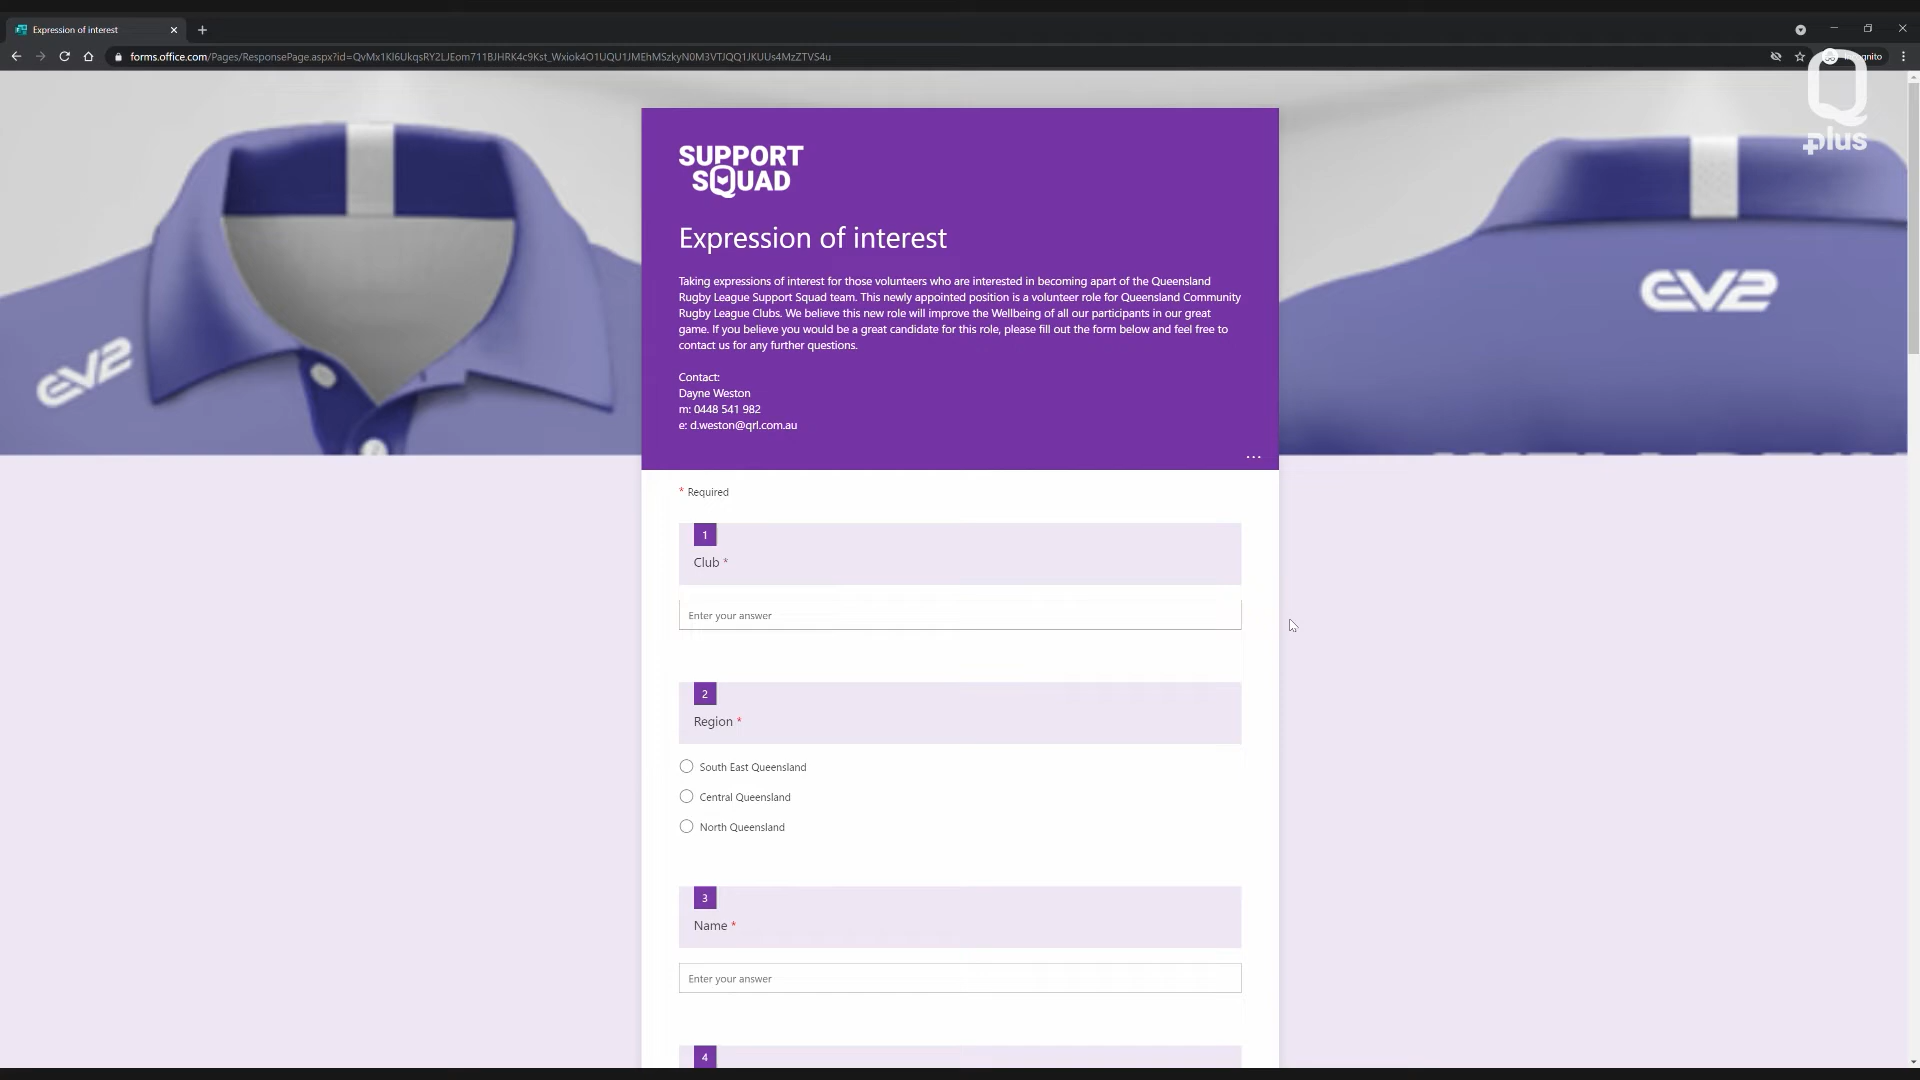 Expression of interest
forms.office.com/Pages/ResponsePage.aspx?id=QvMx1Kl6UkqsRY2LJEom711BJHRK4c9Kst_Wxiok4O1UQU1JMEhMSzkyN0M3VTJQQ1JKUUs4MzZTVS4u
Q
plus
EV2
EV2
SUPPORT
SQUAD
Expression of interest
Taking expressions of interest for those volunteers who are interested in becoming apart of the Queensland
Rugby League Support Squad team. This newly appointed position is a volunteer role for Queensland Community
Rugby League Clubs. We believe this new role will improve the Wellbeing of all our participants in our great
game. If you believe you would be a great candidate for this role, please fill out the form below and feel free to
contact us for any further questions.
Contact:
Dayne Weston
m: 0448 541 982
e: d.weston@qrl.com.au
* Required
1
Club *
Enter your answer
2
Region *
South East Queensland
Central Queensland
North Queensland
3
Name *
Enter your answer
4